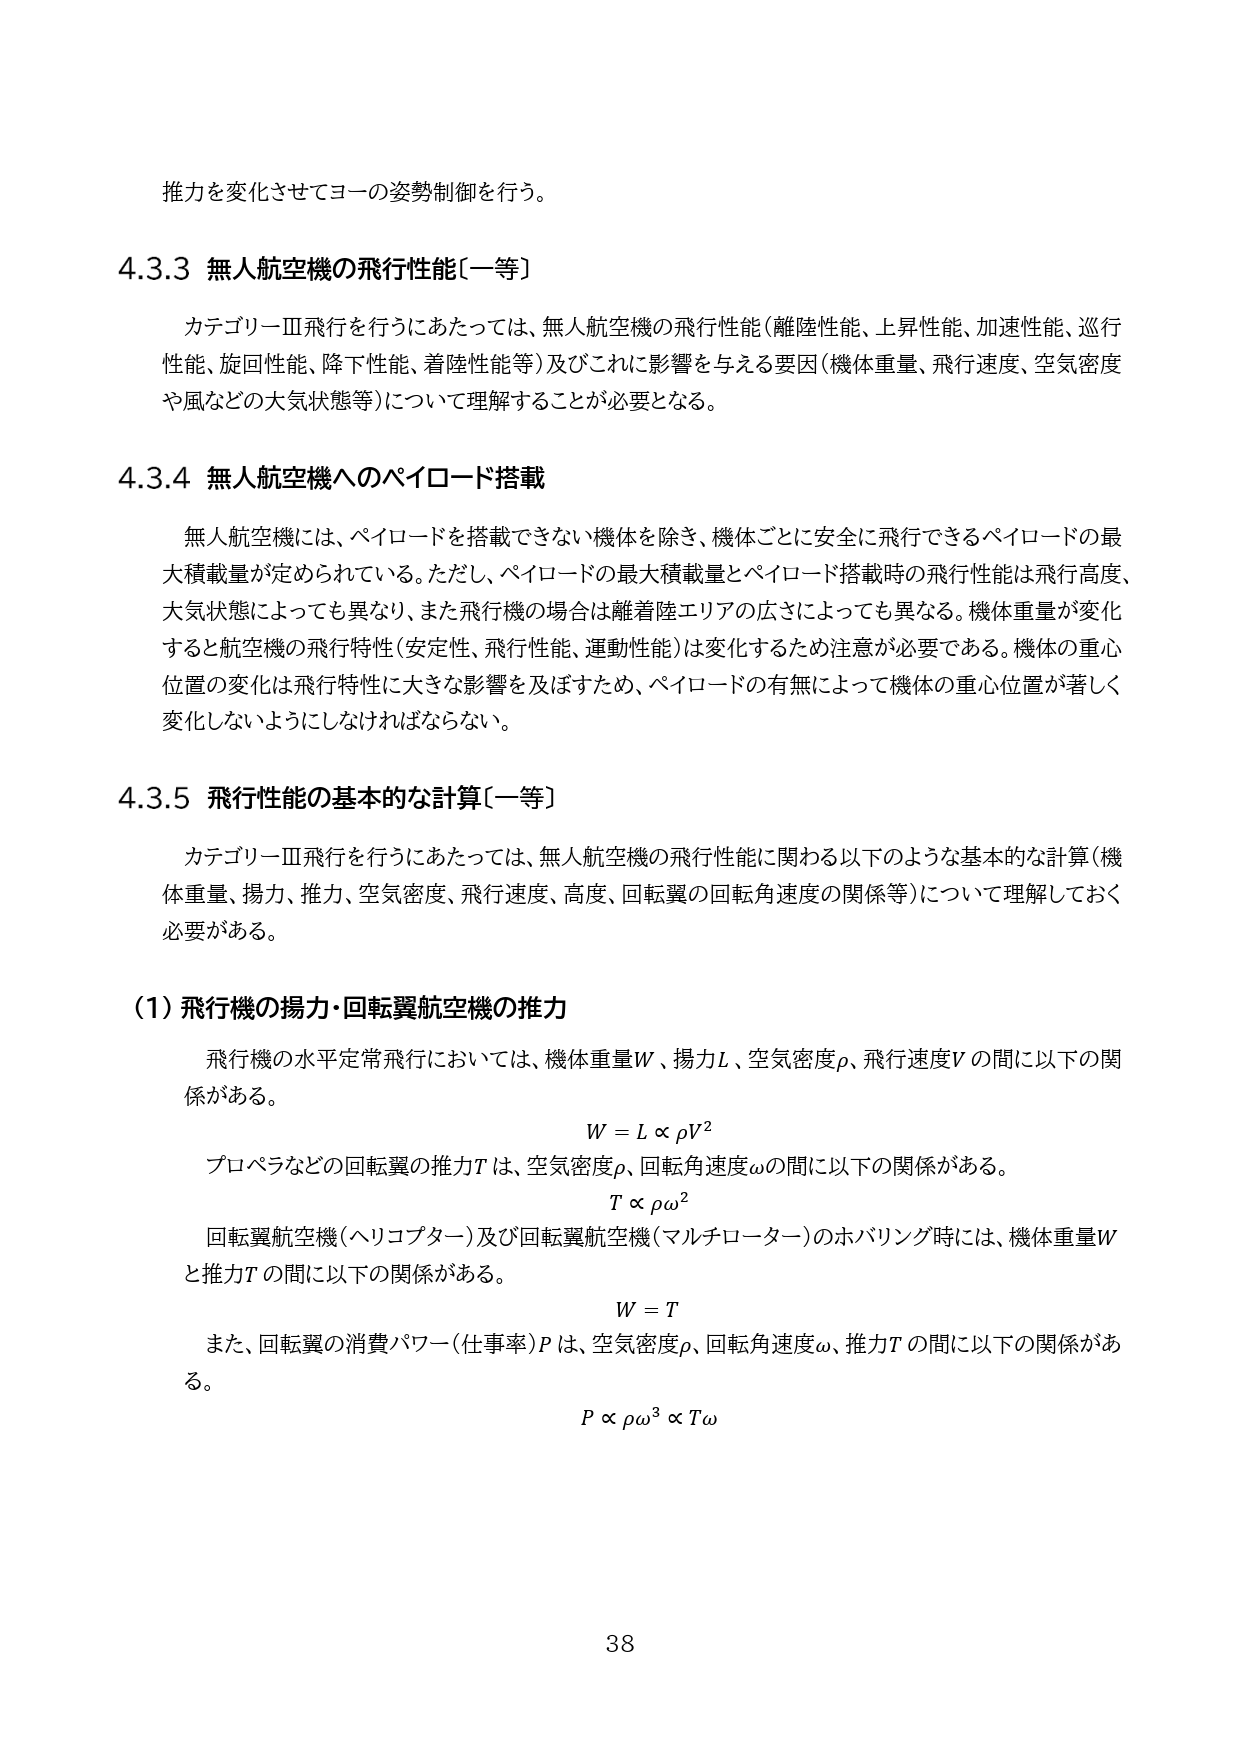 推力を変化させてヨーの姿勢制御を行う。
4.3.3 無人航空機の飛行性能〔一等〕
カテゴリーⅢ飛行を行うにあたっては、無人航空機の飛行性能（離陸性能、上昇性能、加速性能、巡行
性能、旋回性能、降下性能、着陸性能等）及びこれに影響を与える要因（機体重量、飛行速度、空気密度
や風などの大気状態等）について理解することが必要となる。
4.3.4 無人航空機へのペイロード搭載
無人航空機には、ペイロードを搭載できない機体を除き、機体ごとに安全に飛行できるペイロードの最
大積載量が定められている。ただし、ペイロードの最大積載量とペイロード搭載時の飛行性能は飛行高度、
大気状態によっても異なり、また飛行機の場合は離着陸エリアの広さによっても異なる。機体重量が変化
すると航空機の飛行特性（安定性、飛行性能、運動性能）は変化するため注意が必要である。機体の重心
位置の変化は飛行特性に大きな影響を及ぼすため、ペイロードの有無によって機体の重心位置が著しく
変化しないようにしなければならない。
4.3.5 飛行性能の基本的な計算〔一等〕
カテゴリーⅢ飛行を行うにあたっては、無人航空機の飛行性能に関わる以下のような基本的な計算（機
体重量、揚力、推力、空気密度、飛行速度、高度、回転翼の回転角速度の関係等）について理解しておく
必要がある。
（1） 飛行機の揚力・回転翼航空機の推力
飛行機の水平定常飛行においては、機体重量W 、揚力L 、空気密度ρ、飛行速度V の間に以下の関
係がある。
W = L ∝ ρV²
プロペラなどの回転翼の推力T は、空気密度ρ、回転角速度ωの間に以下の関係がある。
T ∝ ρω²
回転翼航空機（ヘリコプター）及び回転翼航空機（マルチローター）のホバリング時には、機体重量W
と推力T の間に以下の関係がある。
W = T
また、回転翼の消費パワー（仕事率）P は、空気密度ρ、回転角速度ω、推力T の間に以下の関係があ
る。
P ∝ ρω³ ∝ Tω
38